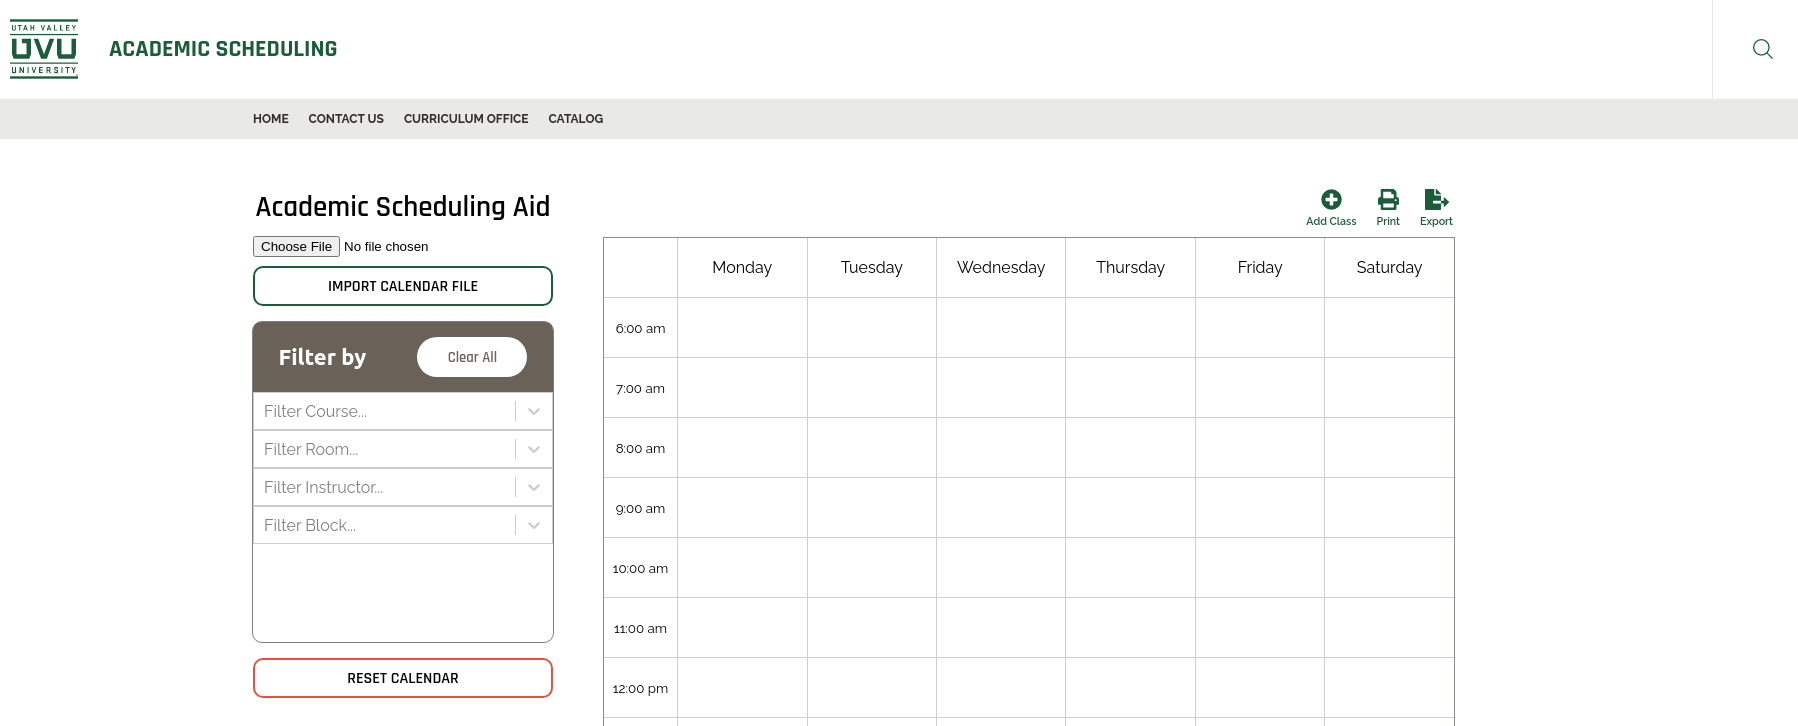 UTAH VALLEY
UVU
UNIVERSITY
ACADEMIC SCHEDULING
HOME CONTACT US CURRICULUM OFFICE CATALOG
Academic Scheduling Aid
Choose File No file chosen
IMPORT CALENDAR FILE
Filter by Clear All
Filter Course...
Filter Room...
Filter Instructor...
Filter Block...
RESET CALENDAR
Add Class Print Export
Monday Tuesday Wednesday Thursday Friday Saturday
6:00 am
7:00 am
8:00 am
9:00 am
10:00 am
11:00 am
12:00 pm